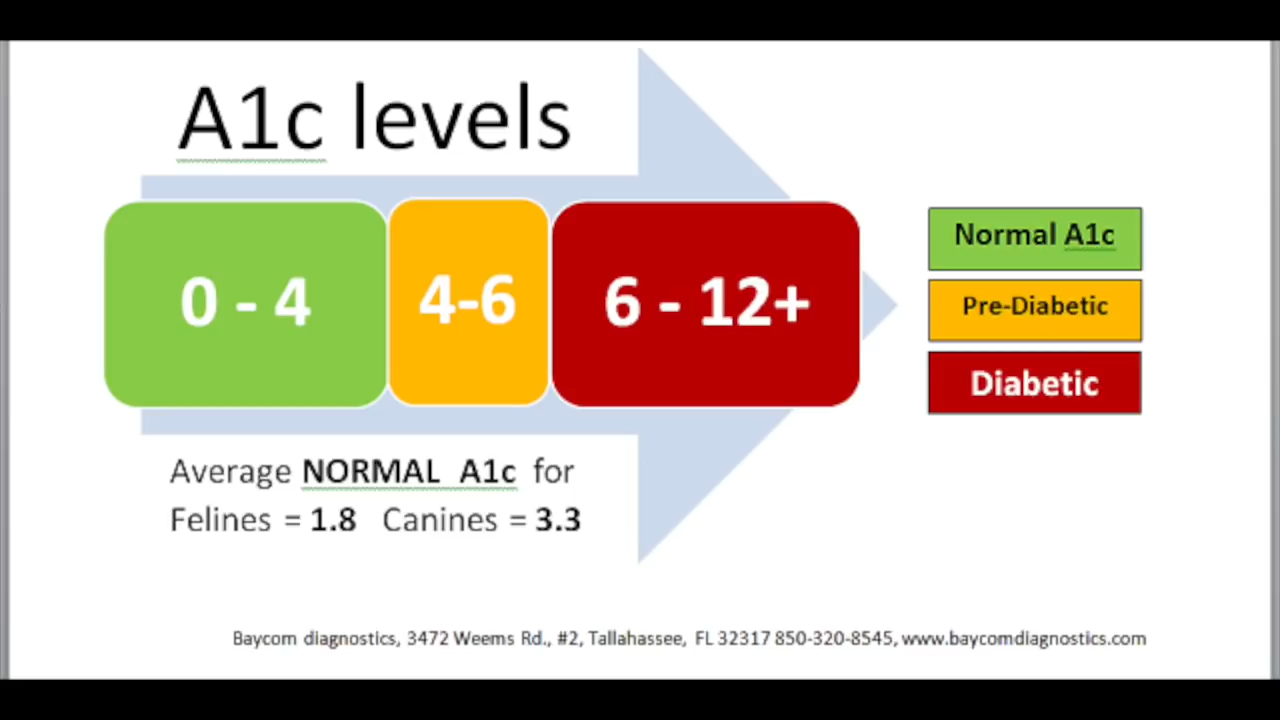 A1c levels
0 - 4
4-6
6 - 12+
Normal A1c
Pre-Diabetic
Diabetic
Average NORMAL A1c for
Felines = 1.8 Canines = 3.3
Baycom diagnostics, 3472 Weems Rd., #2, Tallahassee, FL 32317 850-320-8545, www.baycomdiagnostics.com